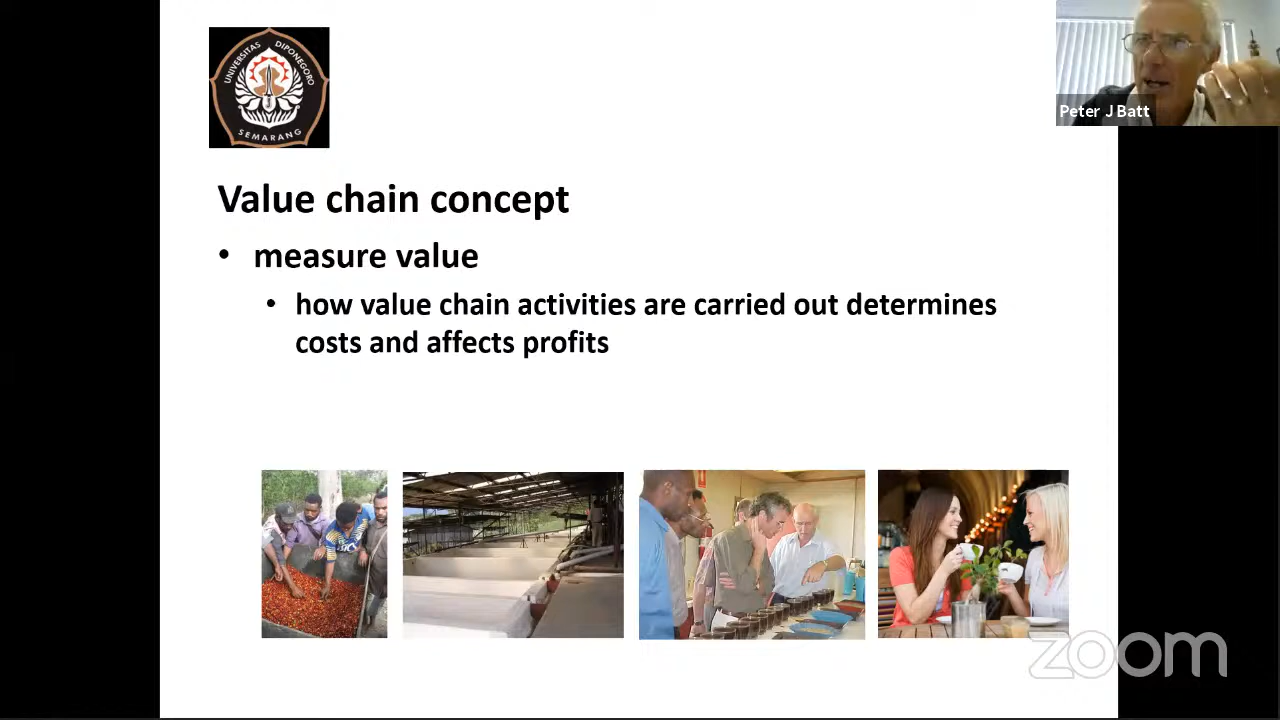 UNIVERSITAS DIPONEGORO
SEMARANG
Peter J Batt
Value chain concept
• measure value
• how value chain activities are carried out determines
costs and affects profits
zoom